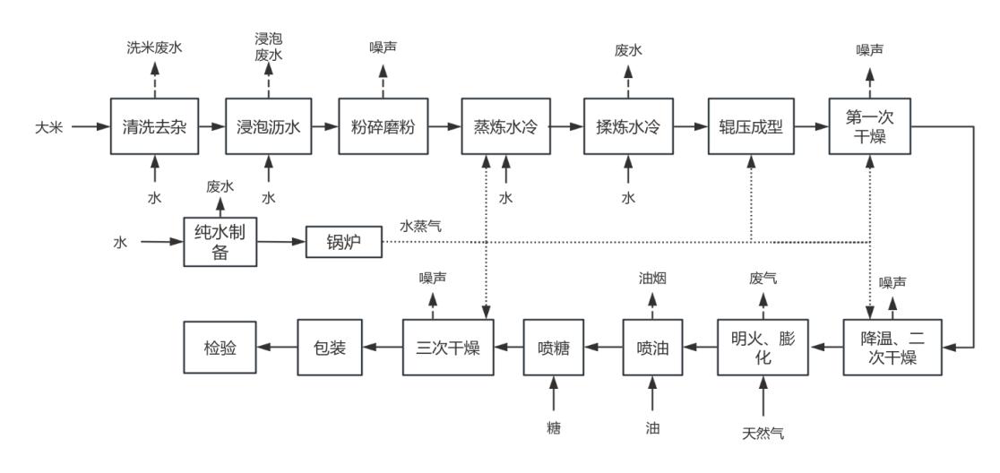 洗米废水
浸泡
废水
噪声
废水
噪声
大米
清洗去杂
浸泡沥水
粉碎磨粉
蒸炼水冷
揉炼水冷
辊压成型
第一次
干燥
水
水
水
水
废水
水
纯水制
备
锅炉
水蒸气
噪声
油烟
废气
噪声
检验
包装
三次干燥
喷糖
喷油
明火、膨
化
降温、二
次干燥
糖
油
天然气